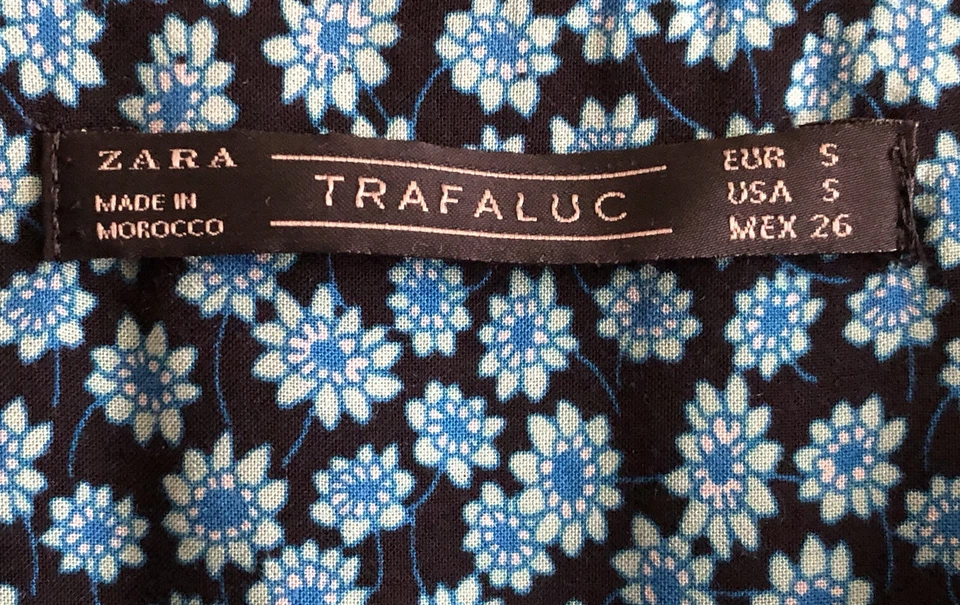 ZARA
MADE IN
MOROCCO
TRAFALUC
EUR S
USA S
MEX 26